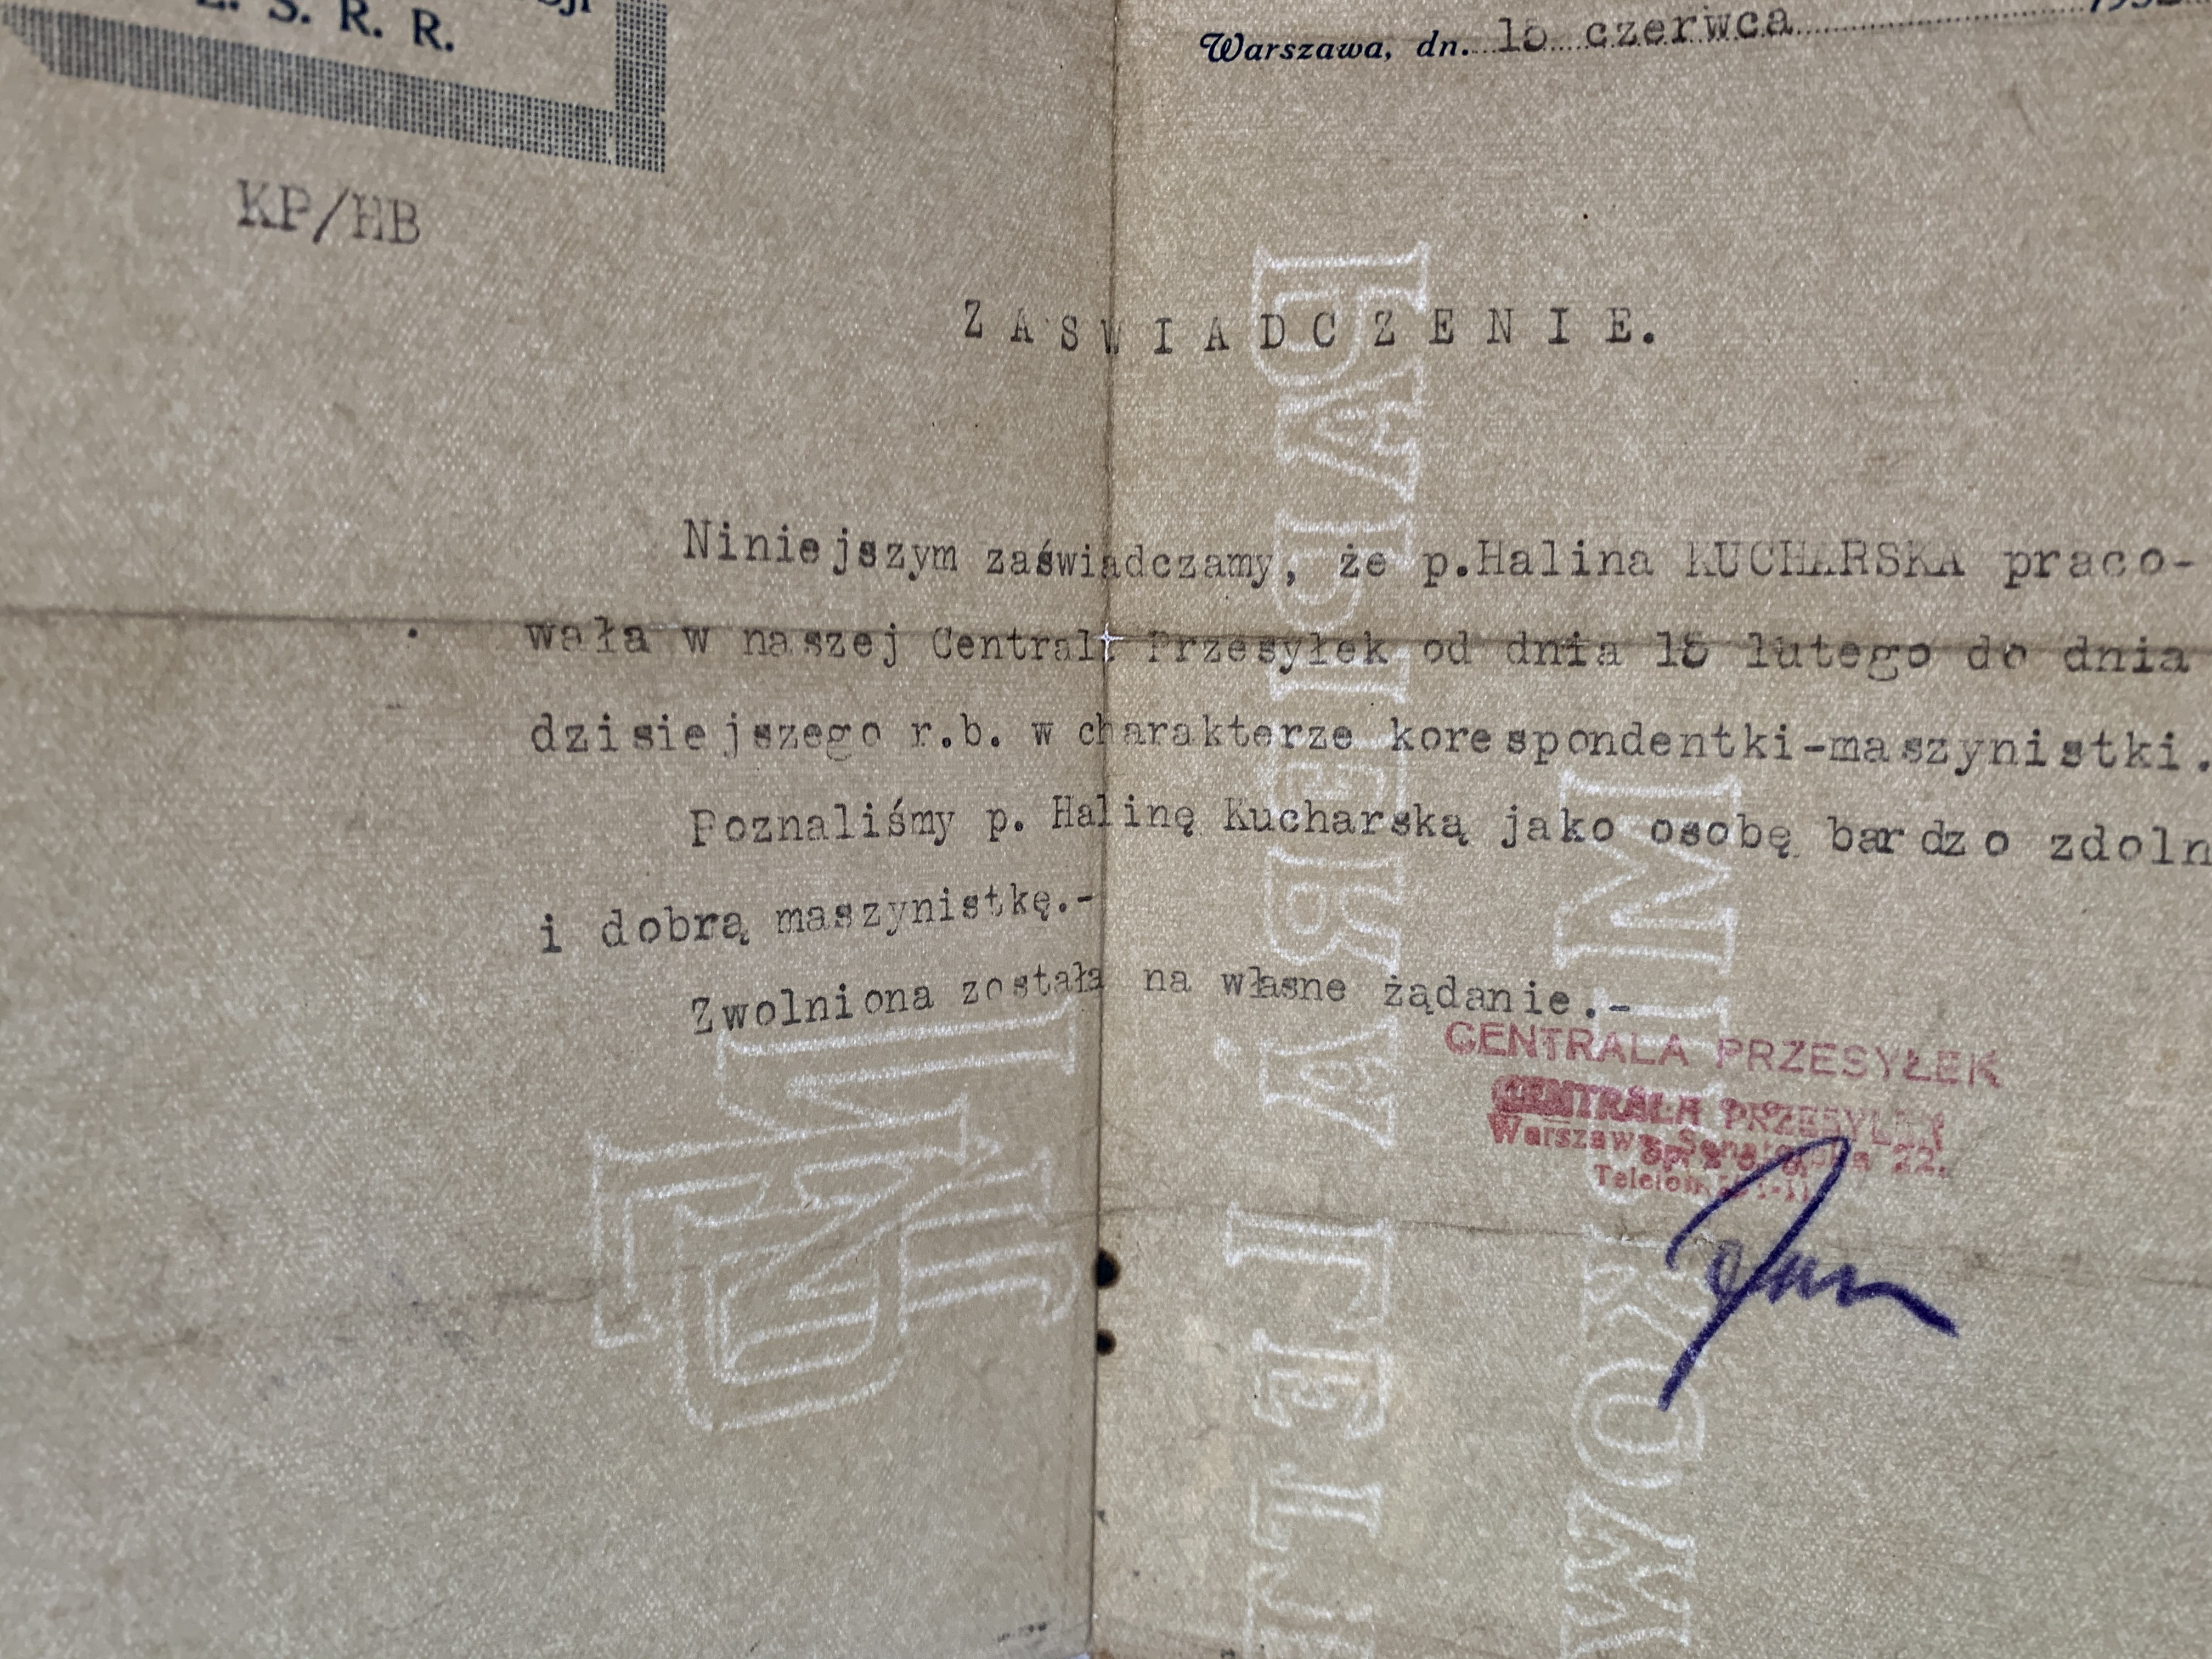 S. R. R.
Warszawa, dn. 15 czerwca
KP/HB
ZASWIADCZENIE.
Niniejszym zaświadczamy, że p.Halina KUCHARSKA praco-
wała w naszej Centrali Przesyłek od dnia 15 lutego do dnia
dzisiejszego r.b. w charakterze korespondentki-maszynistki.
Poznaliśmy p. Halinę Kucharską jako osobę bardzo zdoln
i dobrą maszynistkę.-
Zwolniona została na własne żądanie.-
CENTRALA PRZESYŁEK
CENTRALA PRZESYŁEK
Warszawa, Senatorska 22.
Telefon